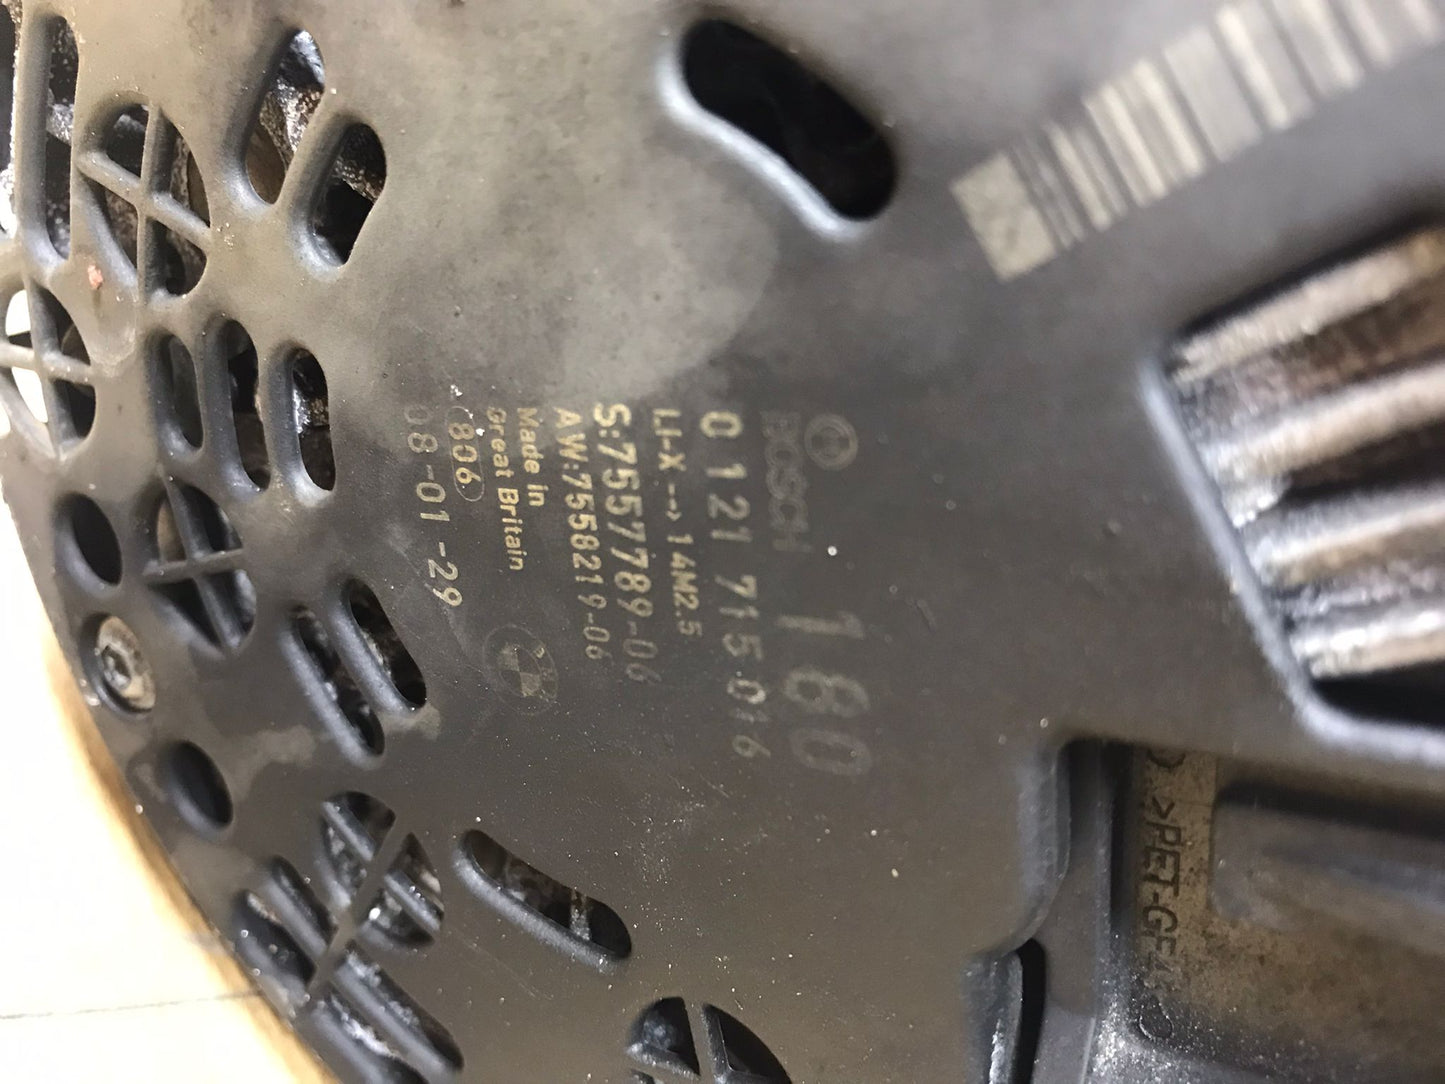 BOSCH 180
0 121 715 016
LI-X --> 14M2.5
S:7557789-06
AW:7558219-06
Made in
Great Britain
(806)
08-01-29
>PET-GF